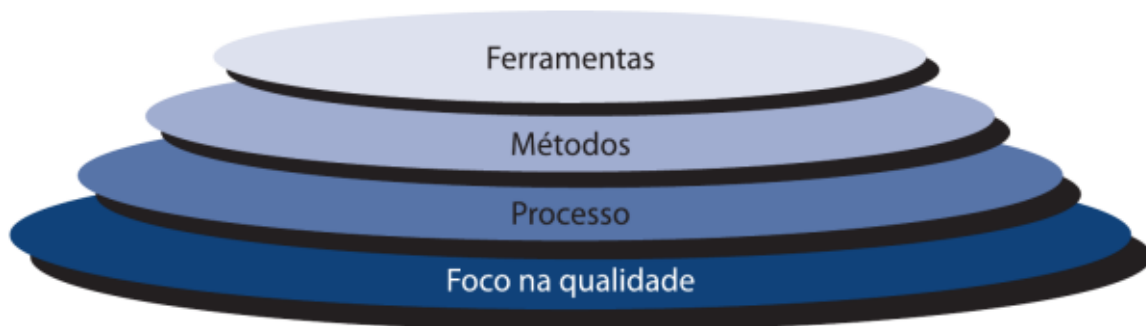 Ferramentas
Métodos
Processo
Foco na qualidade